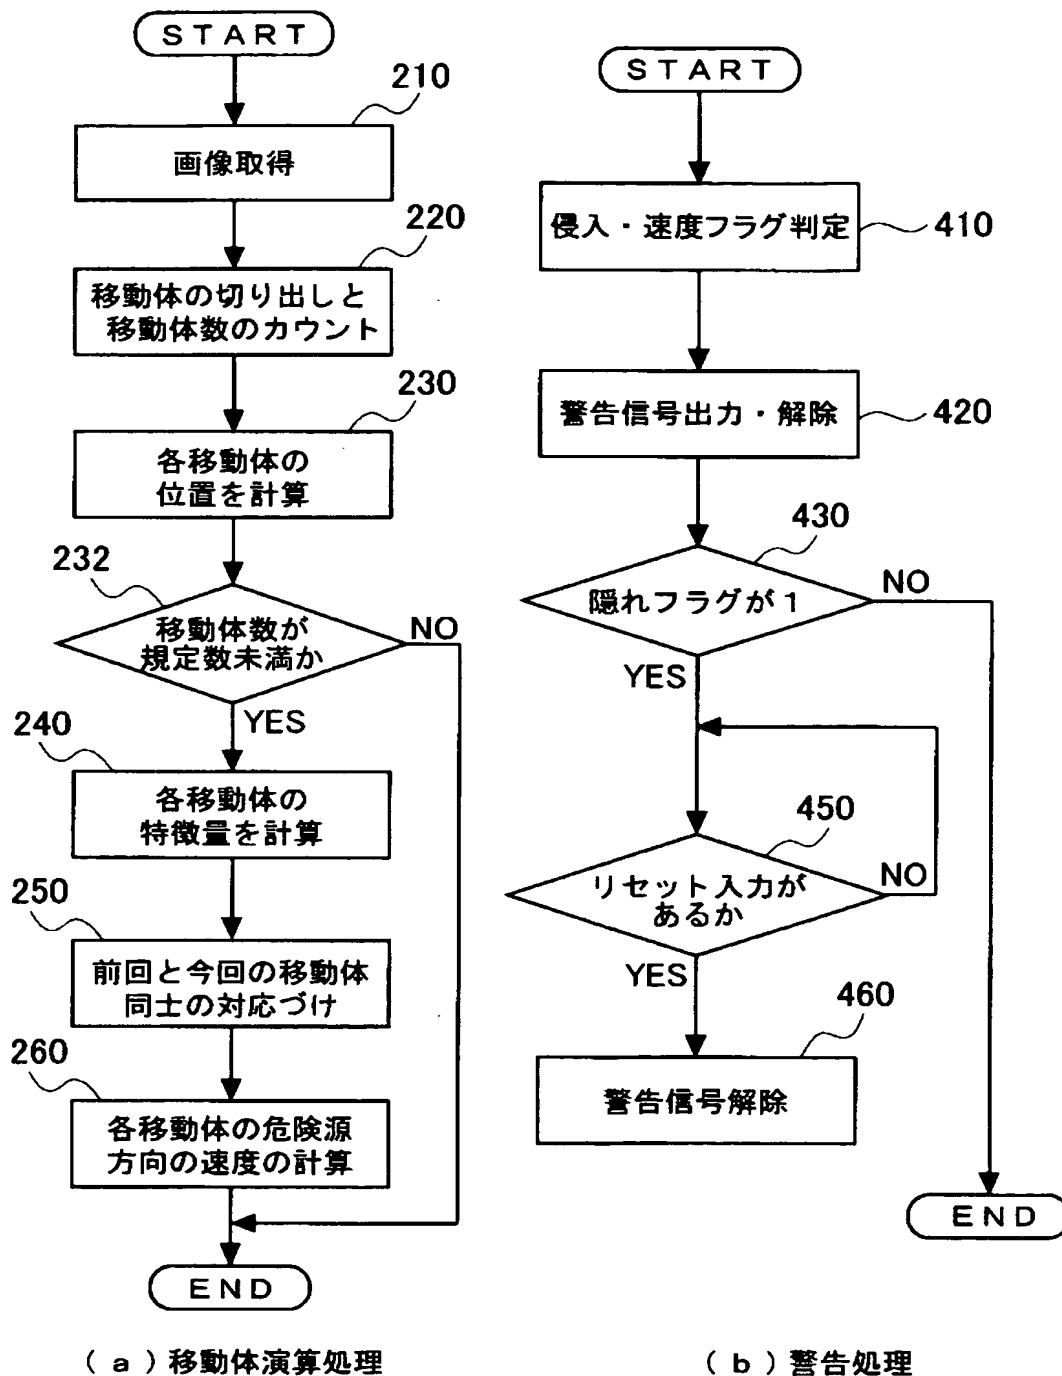 START
210
画像取得
220
移動体の切り出しと
移動体数のカウント
230
各移動体の
位置を計算
232
移動体数が
規定数未満か
NO
YES
240
各移動体の
特徴量を計算
250
前回と今回の移動体
同士の対応づけ
260
各移動体の危険源
方向の速度の計算
END
(a)移動体演算処理
START
侵入・速度フラグ判定
410
警告信号出力・解除
420
430
隠れフラグが1
NO
YES
450
リセット入力が
あるか
NO
YES
460
警告信号解除
END
(b)警告処理